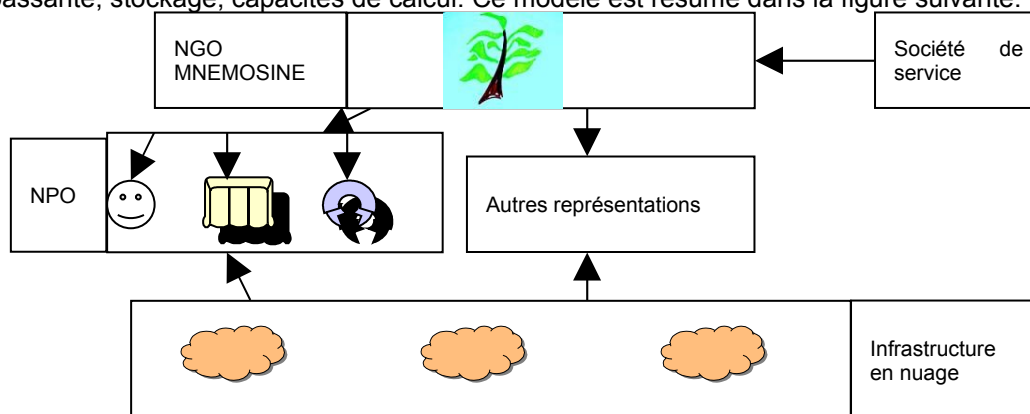 passante, stockage, capacités de calcul. Ce modèle est résumé dans la figure suivante.
NGO
MNEMOSINE
Société de
service
NPO
Autres représentations
Infrastructure
en nuage